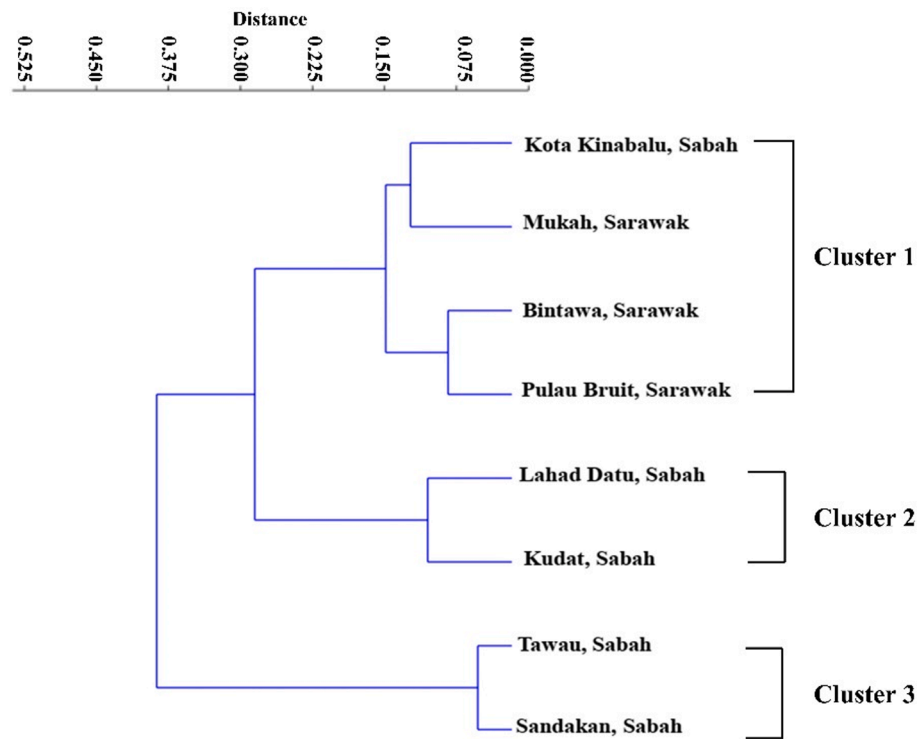 Distance
0.525 0.450 0.375 0.300 0.225 0.150 0.075 0.000
Kota Kinabalu, Sabah
Mukah, Sarawak
Cluster 1
Bintawa, Sarawak
Pulau Bruit, Sarawak
Lahad Datu, Sabah
Cluster 2
Kudat, Sabah
Tawau, Sabah
Cluster 3
Sandakan, Sabah